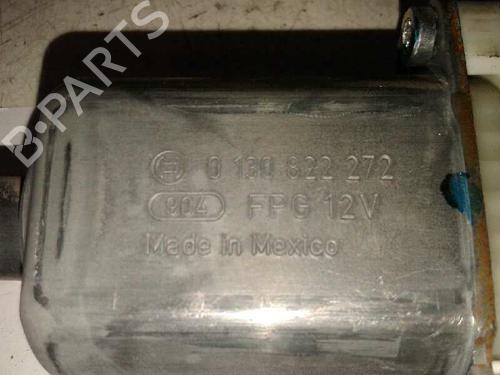 B-PARTS
0 130 822 272
904 FPG 12V
Made in Mexico